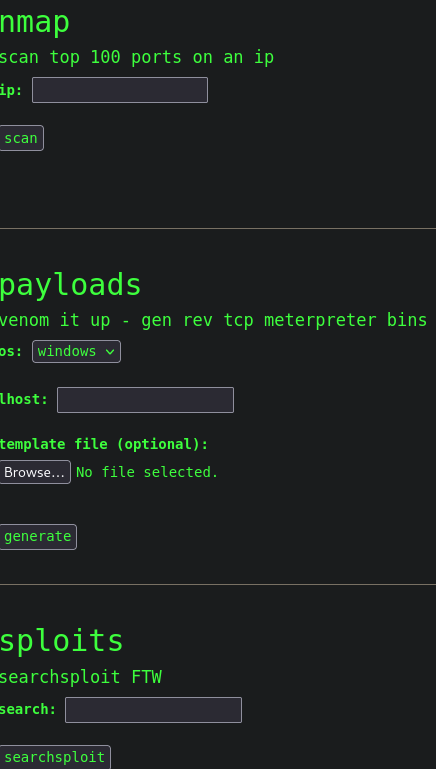 nmap
scan top 100 ports on an ip
ip:
scan
payloads
venom it up - gen rev tcp meterpreter bins
os: windows
lhost:
template file (optional):
Browse... No file selected.
generate
sploits
searchsploit FTW
search:
searchsploit